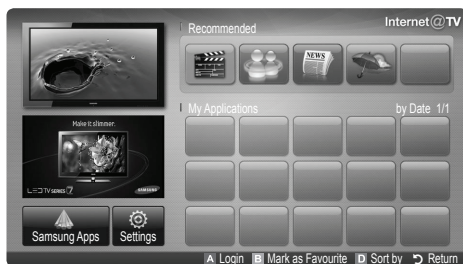 Internet@TV
Recommended
NEWS
My Applications by Date 1/1
Make it slimmer.
LED TV SERIES 7 SAMSUNG
Samsung Apps Settings
A Login B Mark as Favourite D Sort by Return